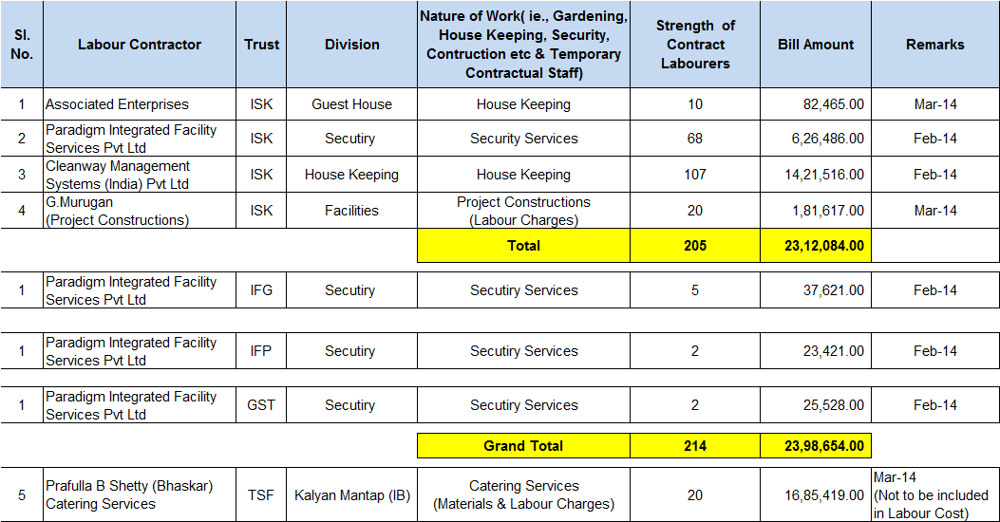 Sl. No. Labour Contractor Trust Division Nature of Work( ie., Gardening, House Keeping, Security, Contruction etc & Temporary Contractual Staff) Strength of Contract Labourers Bill Amount Remarks
1 Associated Enterprises ISK Guest House House Keeping 10 82,465.00 Mar-14
2 Paradigm Integrated Facility Services Pvt Ltd ISK Secutiry Security Services 68 6,26,486.00 Feb-14
3 Cleanway Management Systems (India) Pvt Ltd ISK House Keeping House Keeping 107 14,21,516.00 Feb-14
4 G.Murugan (Project Constructions) ISK Facilities Project Constructions (Labour Charges) 20 1,81,617.00 Mar-14
Total 205 23,12,084.00
1 Paradigm Integrated Facility Services Pvt Ltd IFG Secutiry Secutiry Services 5 37,621.00 Feb-14
1 Paradigm Integrated Facility Services Pvt Ltd IFP Secutiry Secutiry Services 2 23,421.00 Feb-14
1 Paradigm Integrated Facility Services Pvt Ltd GST Secutiry Secutiry Services 2 25,528.00 Feb-14
Grand Total 214 23,98,654.00
5 Prafulla B Shetty (Bhaskar) Catering Services TSF Kalyan Mantap (IB) Catering Services (Materials & Labour Charges) 20 16,85,419.00 Mar-14 (Not to be included in Labour Cost)